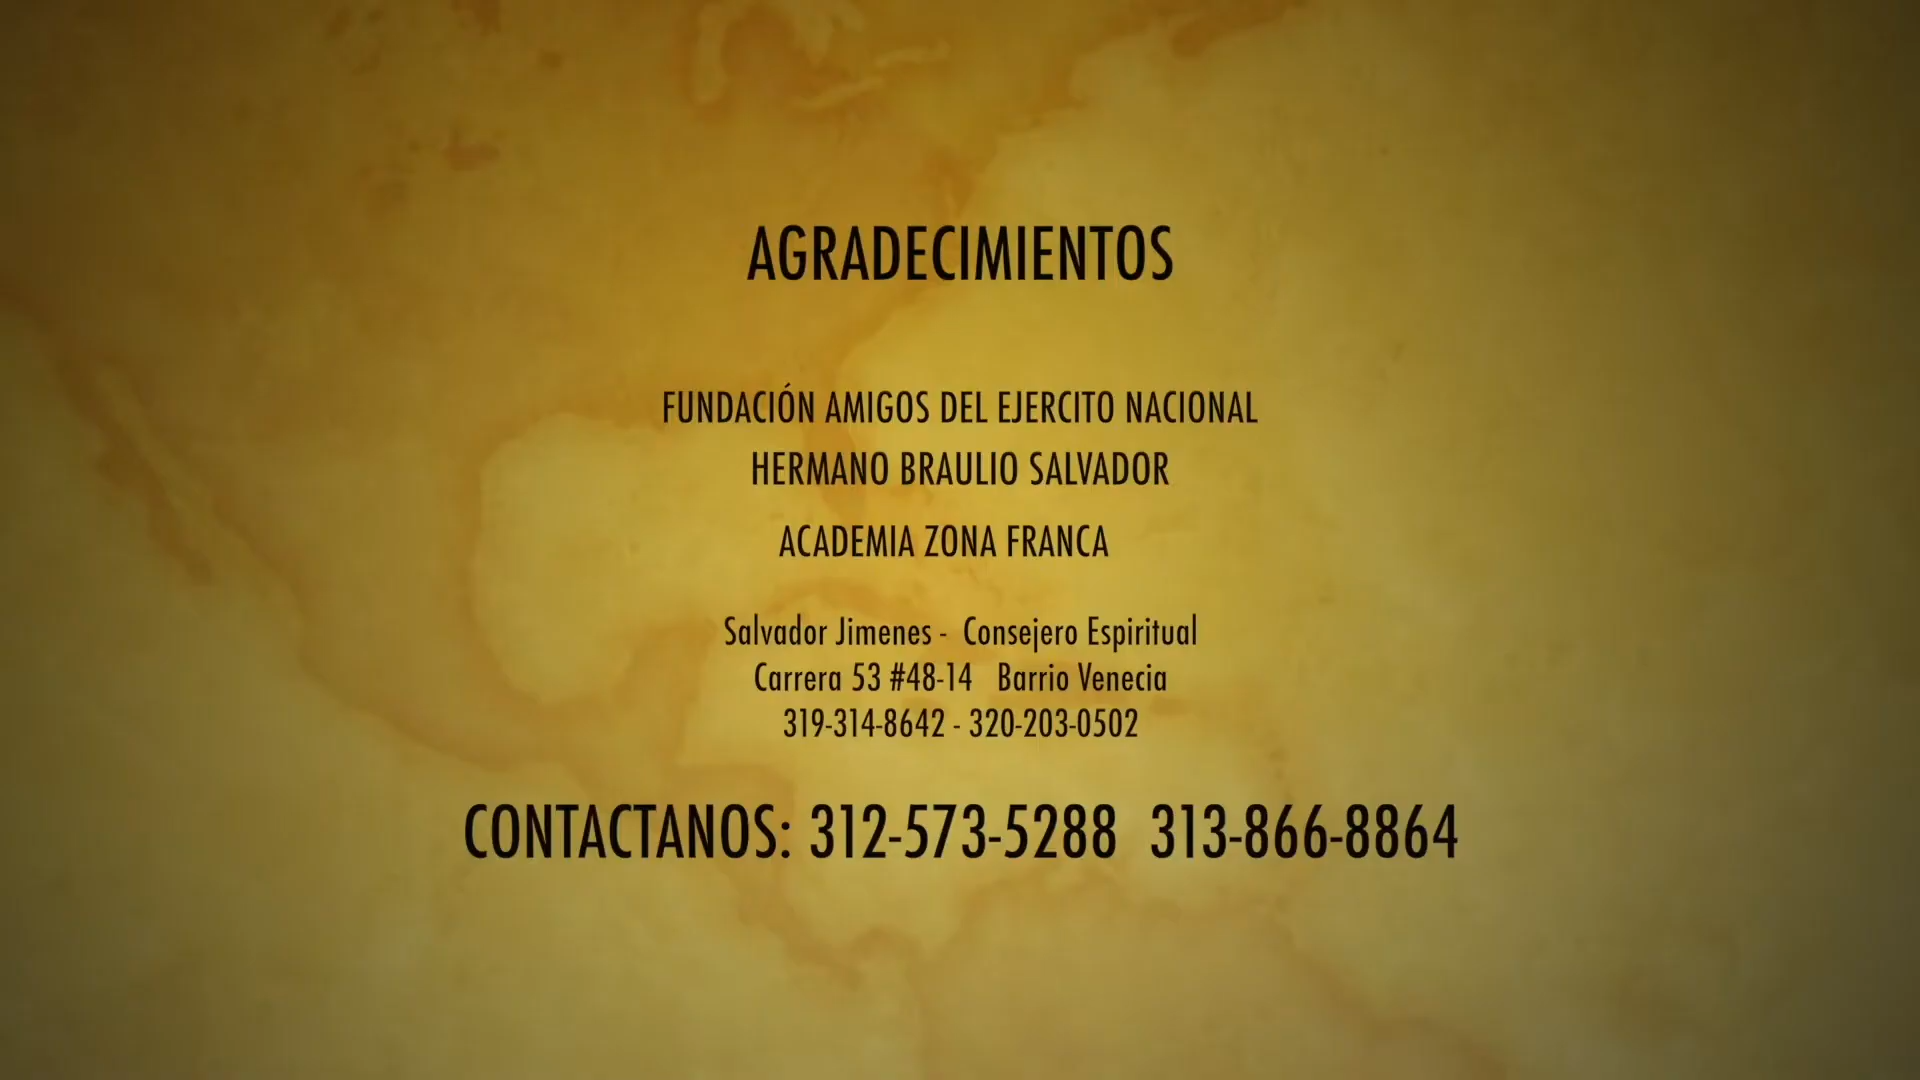 AGRADECIMIENTOS
FUNDACIÓN AMIGOS DEL EJERCITO NACIONAL
HERMANO BRAULIO SALVADOR
ACADEMIA ZONA FRANCA
Salvador Jimenes - Consejero Espiritual
Carrera 53 #48-14 Barrio Venecia
319-314-8642 - 320-203-0502
CONTACTANOS: 312-573-5288 313-866-8864